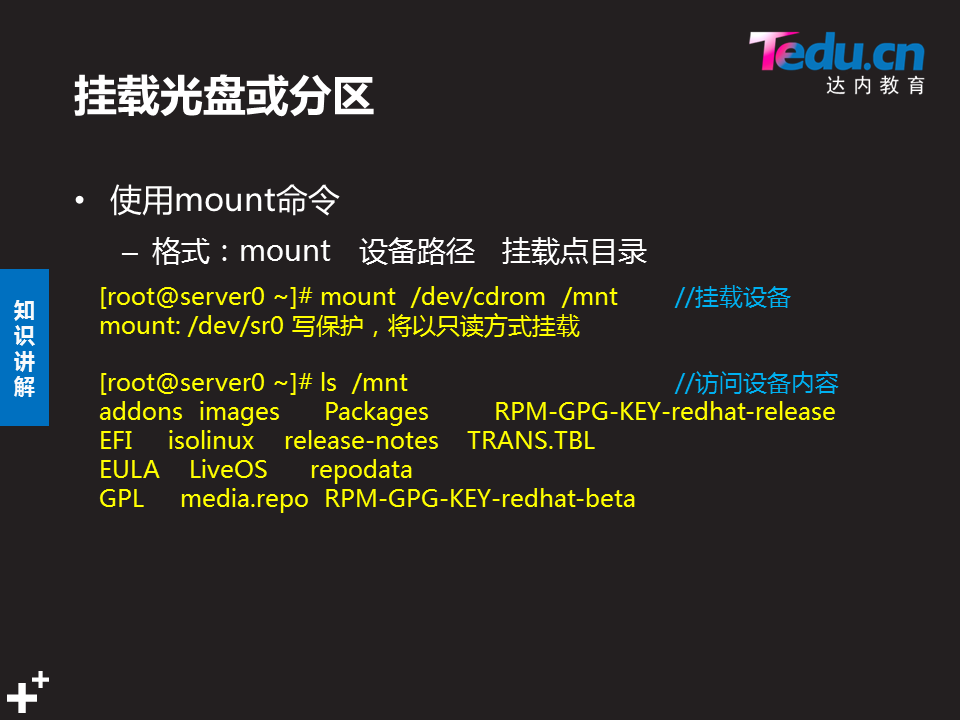 Tedu.cn
达内教育
挂载光盘或分区
• 使用mount命令
– 格式：mount 设备路径 挂载点目录
知识讲解
[root@server0 ~]# mount /dev/cdrom /mnt //挂载设备
mount: /dev/sr0 写保护，将以只读方式挂载
[root@server0 ~]# ls /mnt //访问设备内容
addons images Packages RPM-GPG-KEY-redhat-release
EFI isolinux release-notes TRANS.TBL
EULA LiveOS repodata
GPL media.repo RPM-GPG-KEY-redhat-beta